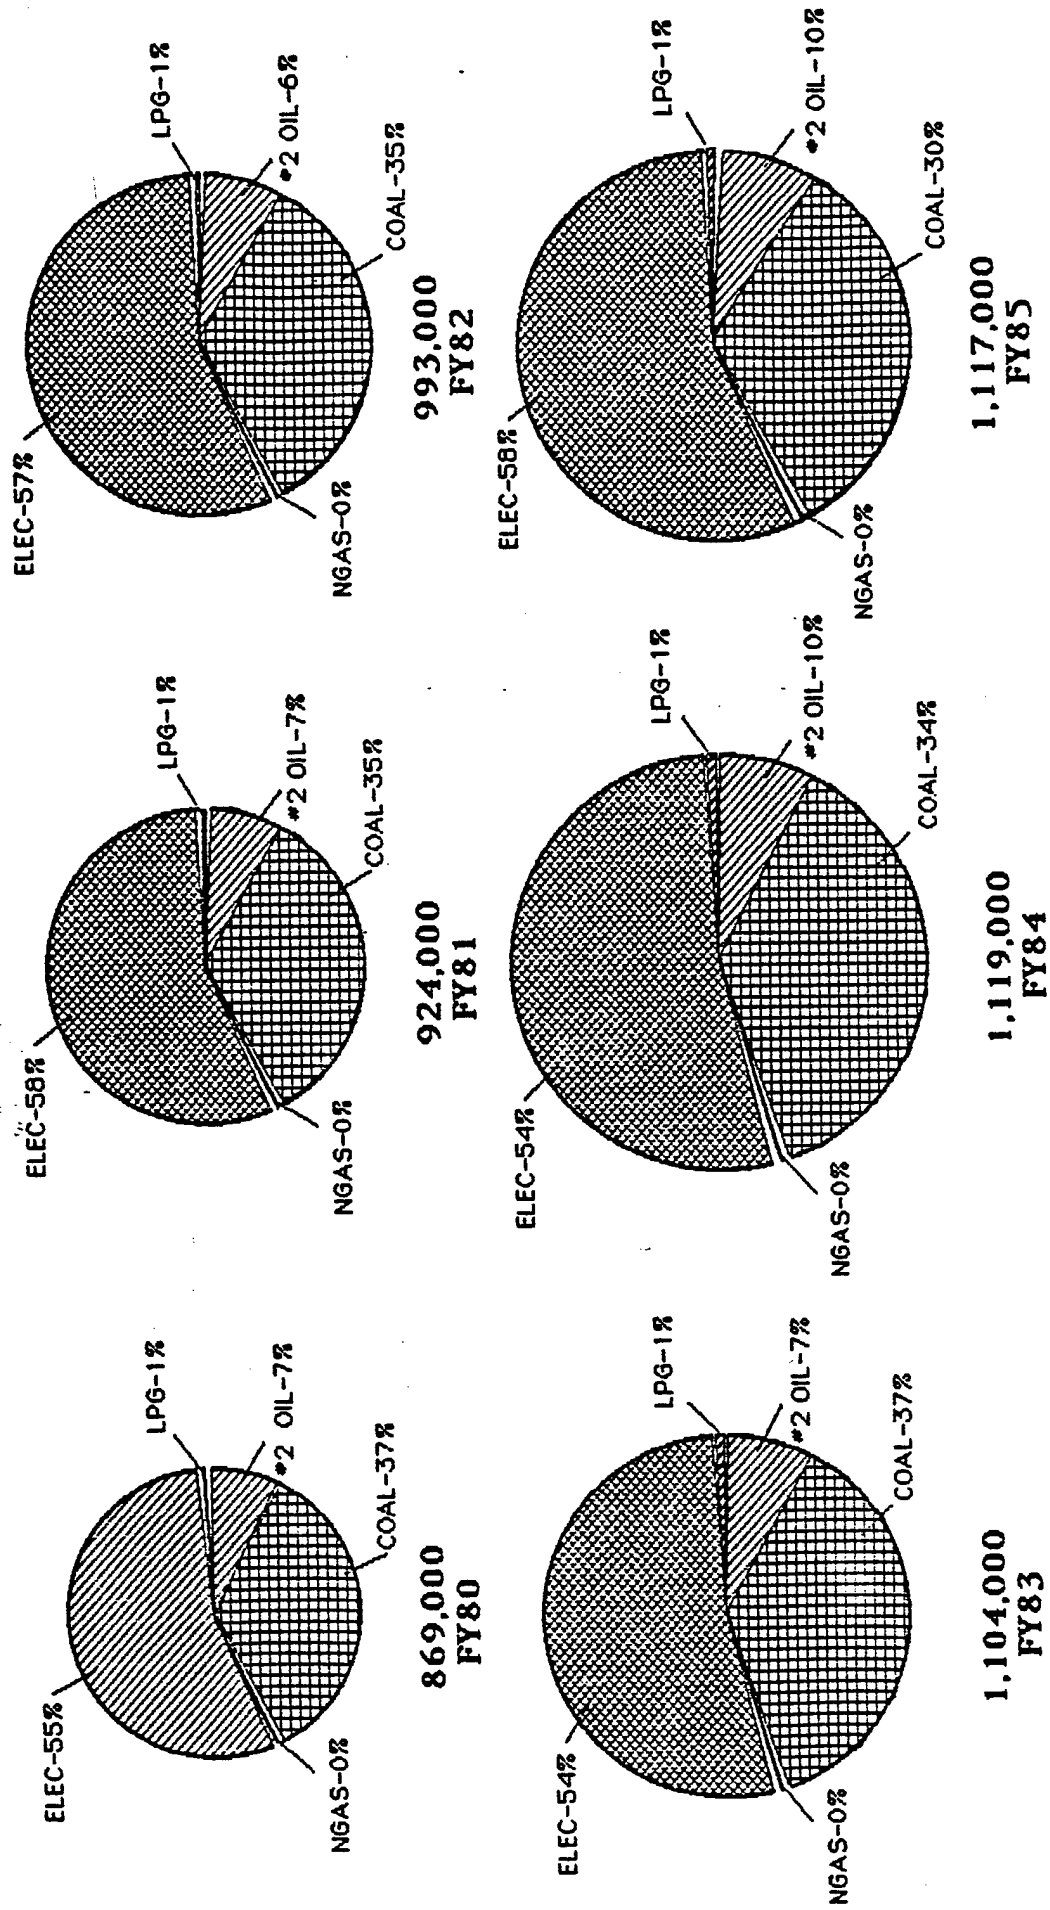 ELEC-55%
LPG-1%
#2 OIL-7%
COAL-37%
NGAS-0%
869,000
FY80
ELEC-58%
LPG-1%
#2 OIL-7%
COAL-35%
NGAS-0%
924,000
FY81
ELEC-57%
LPG-1%
#2 OIL-6%
COAL-35%
NGAS-0%
993,000
FY82
ELEC-54%
LPG-1%
#2 OIL-7%
COAL-37%
NGAS-0%
1,104,000
FY83
ELEC-54%
LPG-1%
#2 OIL-10%
COAL-34%
NGAS-0%
1,119,000
FY84
ELEC-58%
LPG-1%
#2 OIL-10%
COAL-30%
NGAS-0%
1,117,000
FY85